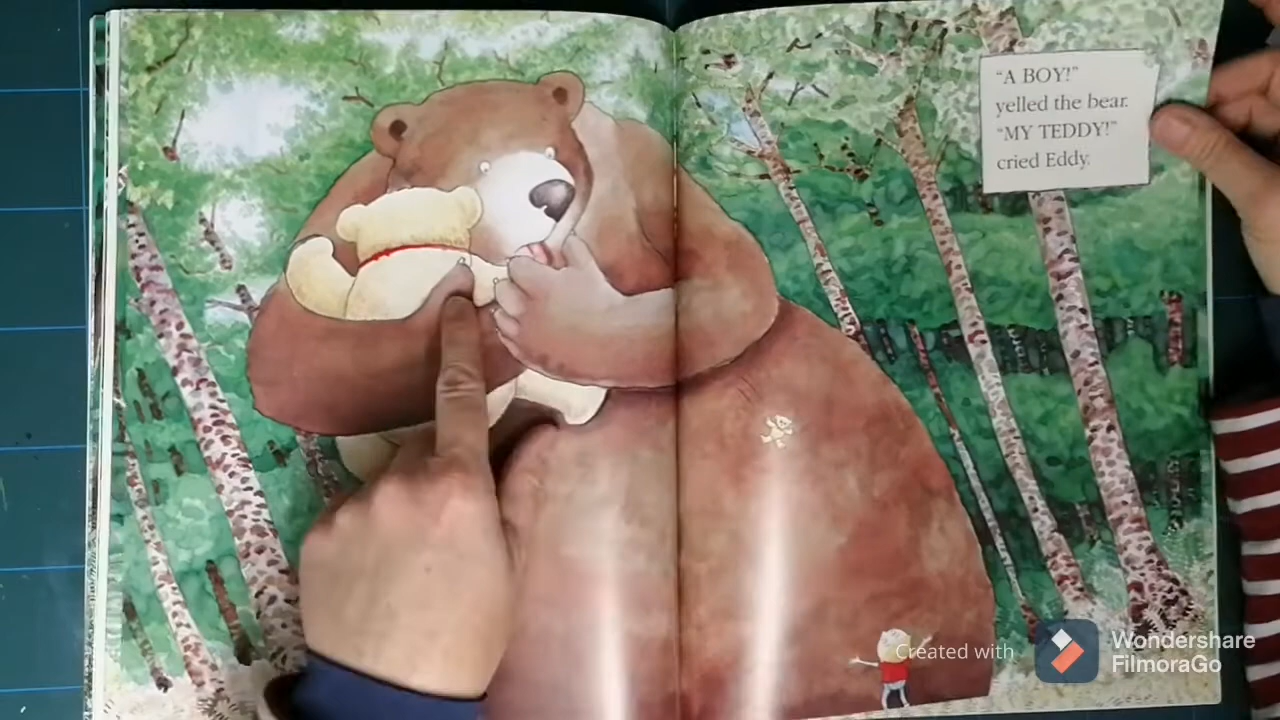 “A BOY!”
yelled the bear.
“MY TEDDY!”
cried Eddy.
Created with
Wondershare
FilmoraGo